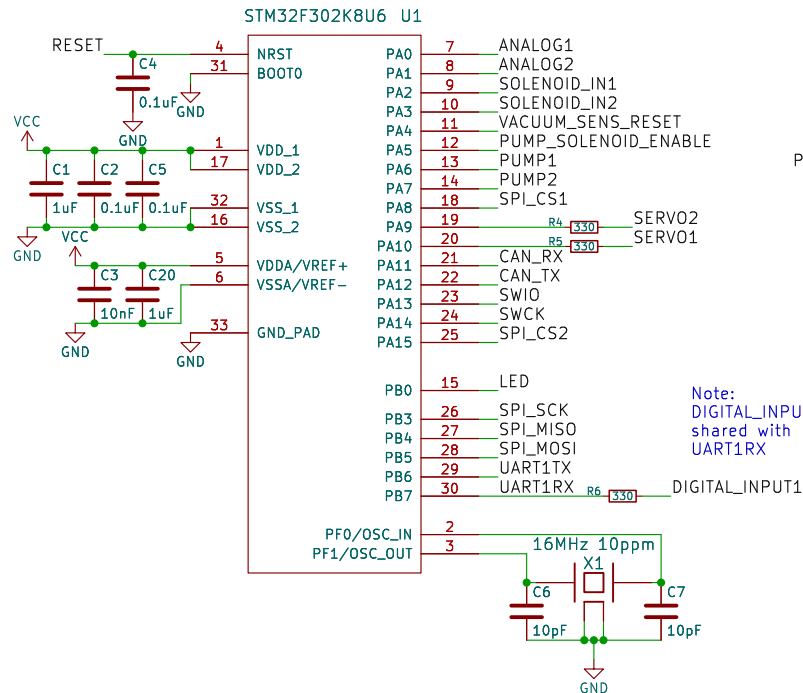 STM32F302K8U6 U1
RESET 4 NRST PA0 7 ANALOG1
C4 31 BOOT0 PA1 8 ANALOG2
0.1uF GND PA2 9 SOLENOID_IN1
GND PA3 10 SOLENOID_IN2
VCC PA4 11 VACUUM_SENS_RESET
1 VDD_1 PA5 12 PUMP_SOLENOID_ENABLE
C1 C2 C5 17 VDD_2 PA6 13 PUMP1 P
1uF 0.1uF 0.1uF PA7 14 PUMP2
32 VSS_1 PA8 18 SPI_CS1
16 VSS_2 PA9 19 R4 330 SERVO2
GND VCC PA10 20 R5 330 SERVO1
5 VDDA/VREF+ PA11 21 CAN_RX
C3 C20 6 VSSA/VREF- PA12 22 CAN_TX
10nF 1uF PA13 23 SWIO
GND 33 GND_PAD PA14 24 SWCK
GND PA15 25 SPI_CS2
PB0 15 LED
Note:
DIGITAL_INPU
shared with
UART1RX
PB3 26 SPI_SCK
PB4 27 SPI_MISO
PB5 28 SPI_MOSI
PB6 29 UART1TX
PB7 30 UART1RX R6 330 DIGITAL_INPUT1
PF0/OSC_IN 2
PF1/OSC_OUT 3
16MHz 10ppm
X1
C6 C7
10pF 10pF
GND